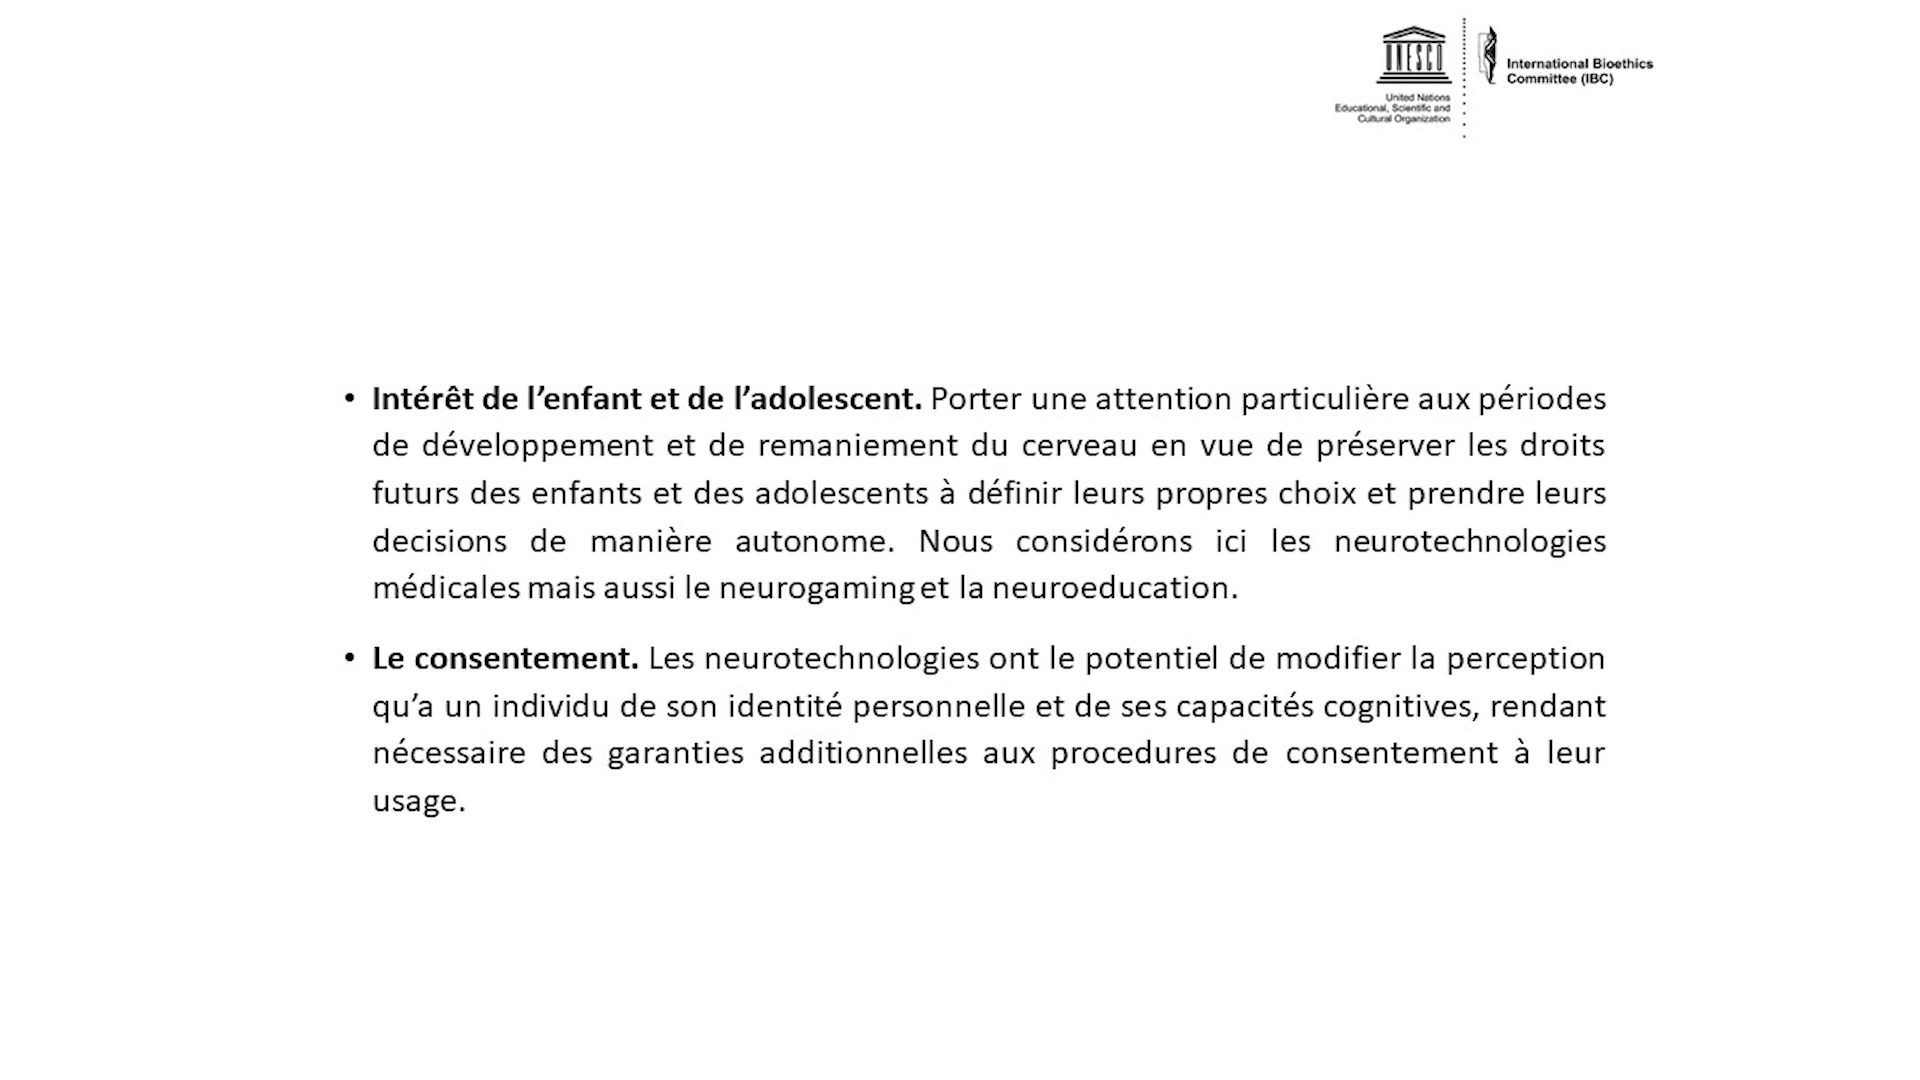 UNESCO
United Nations
Educational, Scientific and
Cultural Organization
International Bioethics
Committee (IBC)
• Intérêt de l’enfant et de l’adolescent. Porter une attention particulière aux périodes
de développement et de remaniement du cerveau en vue de préserver les droits
futurs des enfants et des adolescents à définir leurs propres choix et prendre leurs
decisions de manière autonome. Nous considérons ici les neurotechnologies
médicales mais aussi le neurogaming et la neuroeducation.
• Le consentement. Les neurotechnologies ont le potentiel de modifier la perception
qu’a un individu de son identité personnelle et de ses capacités cognitives, rendant
nécessaire des garanties additionnelles aux procedures de consentement à leur
usage.